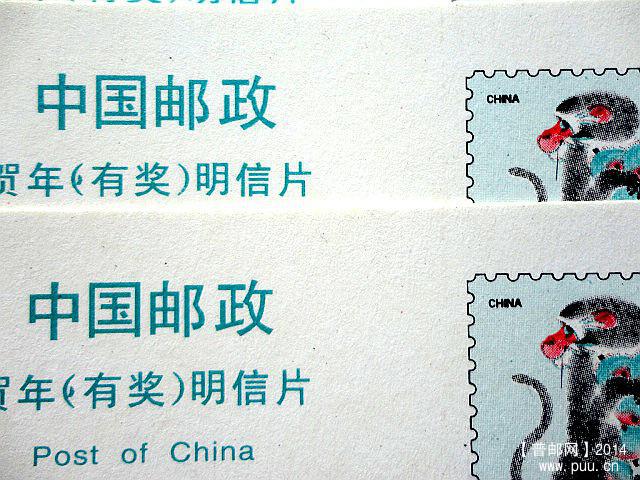 中国邮政
CHINA
贺年(有奖)明信片
中国邮政
CHINA
贺年(有奖)明信片
Post of China
【晋邮网】2014
www.puu.cn